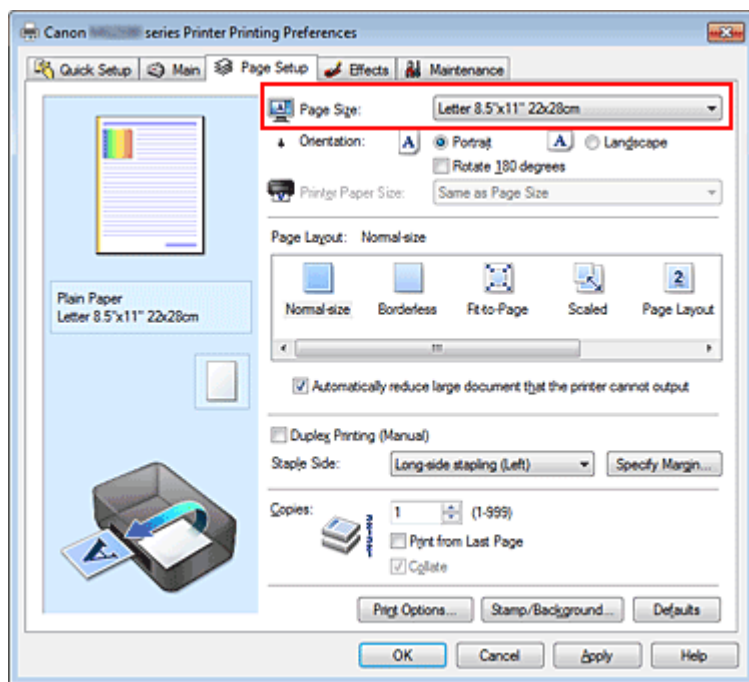 Canon series Printer Printing Preferences
Quick Setup Main Page Setup Effects Maintenance
Page Size: Letter 8.5"x11" 22x28cm
Orientation: A Portrait A Landscape
Rotate 180 degrees
Printer Paper Size: Same as Page Size
Page Layout: Normal-size
2
Normal-size Borderless Fit-to-Page Scaled Page Layout
Plain Paper
Letter 8.5"x11" 22x28cm
Automatically reduce large document that the printer cannot output
Duplex Printing (Manual)
Staple Side: Long-side stapling (Left) Specify Margin...
Copies: 1 (1-999)
Print from Last Page
Collate
A
Print Options... Stamp/Background... Defaults
OK Cancel Apply Help